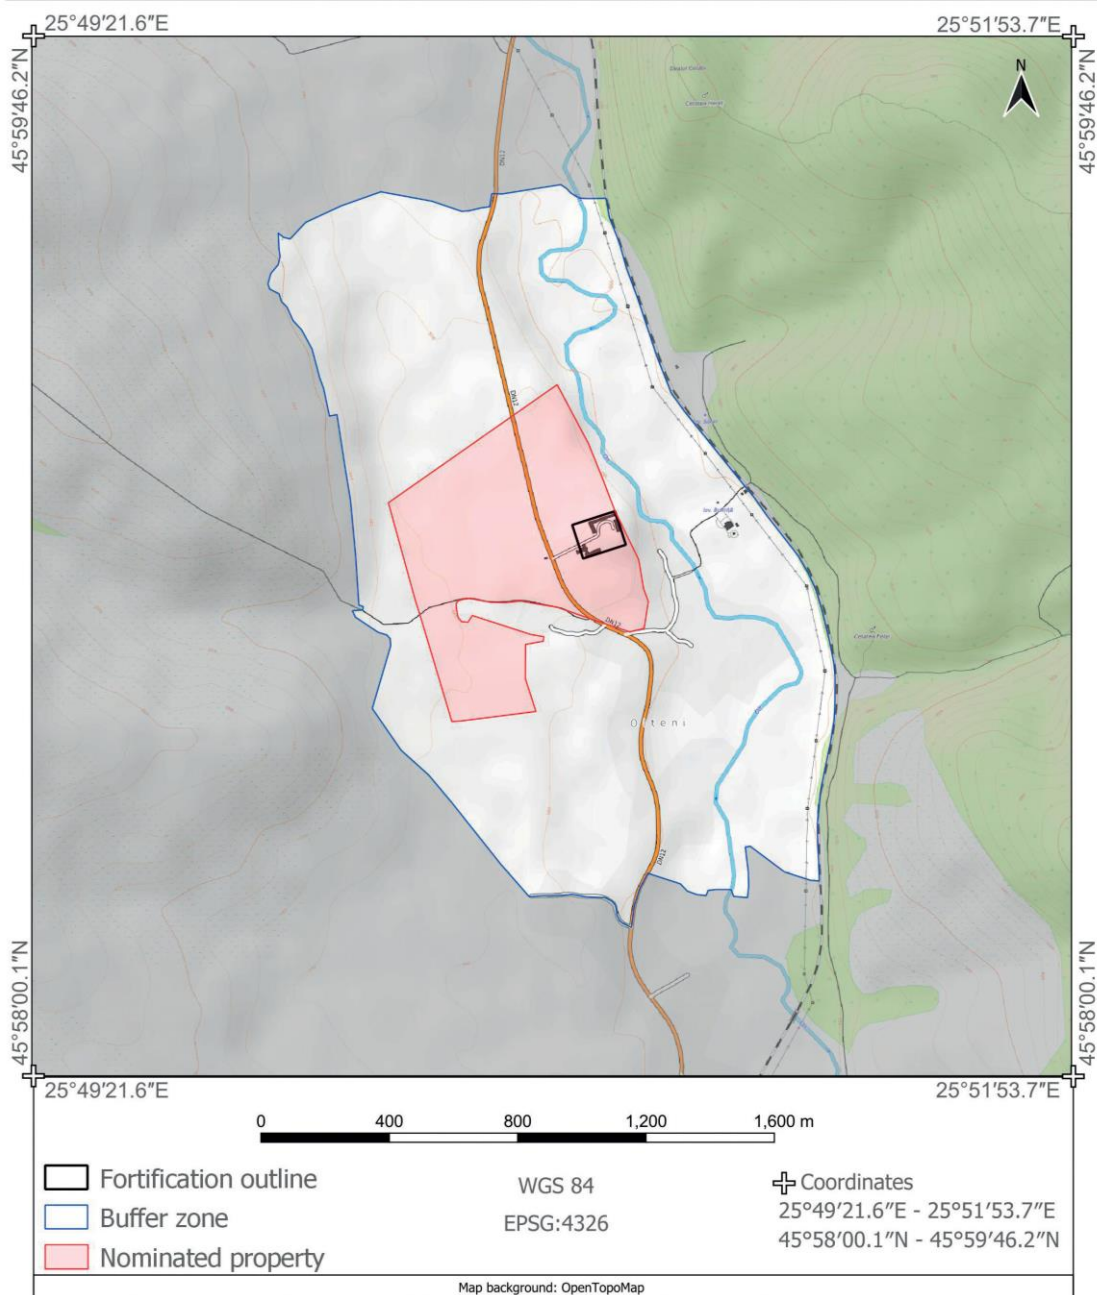 25°49′21.6″E
25°51′53.7″E
45°59′46.2″N
45°59′46.2″N
N
DN12
DN12
DN12
O l t e n i
DN12
45°58′00.1″N
45°58′00.1″N
25°49′21.6″E
25°51′53.7″E
0 400 800 1,200 1,600 m
Fortification outline
Buffer zone
Nominated property
WGS 84
EPSG:4326
Coordinates
25°49′21.6″E - 25°51′53.7″E
45°58′00.1″N - 45°59′46.2″N
Map background: OpenTopoMap